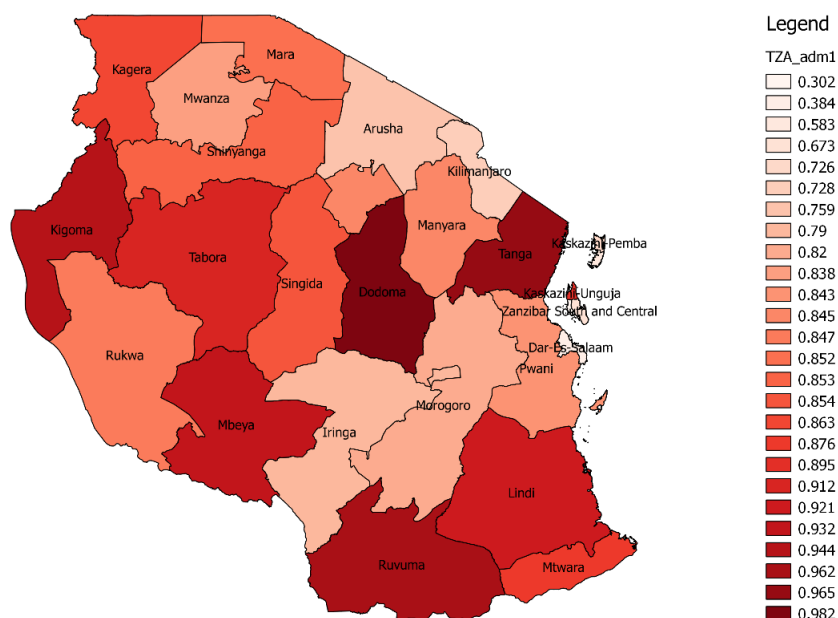 Legend
TZA_adm1
0.302
0.384
0.583
0.673
0.726
0.728
0.759
0.79
0.82
0.838
0.843
0.845
0.847
0.852
0.853
0.854
0.863
0.876
0.895
0.912
0.921
0.932
0.944
0.962
0.965
0.982
Kagera
Mara
Mwanza
Arusha
Shinyanga
Kilimanjaro
Kigoma
Manyara
Kaskazini-Pemba
Tabora
Tanga
Singida
Dodoma
Kaskazini-Unguja
Zanzibar South and Central
Dar-Es-Salaam
Rukwa
Pwani
Morogoro
Mbeya
Iringa
Lindi
Ruvuma
Mtwara